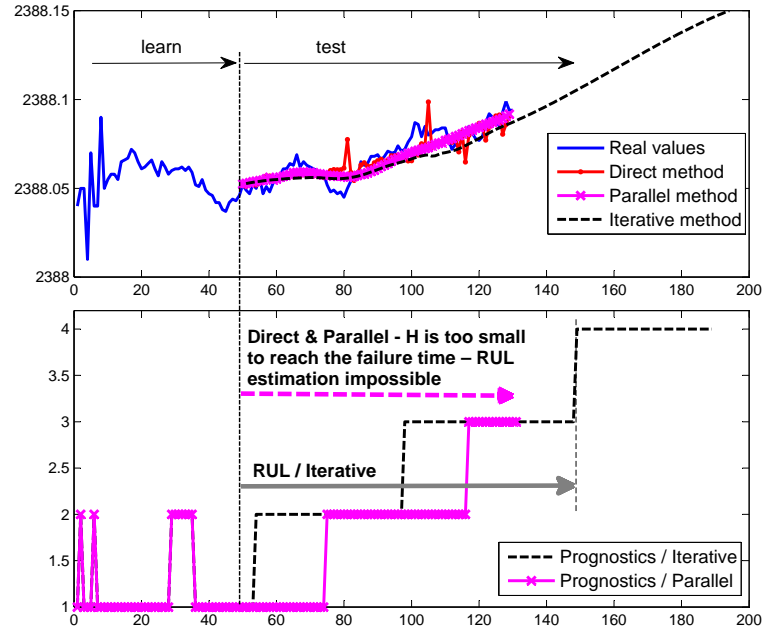 2388.15
learn
test
2388.1
Real values
Direct method
Parallel method
Iterative method
2388.05
2388
0 20 40 60 80 100 120 140 160 180 200
Direct & Parallel - H is too small
to reach the failure time – RUL
estimation impossible
4
3.5
3
2.5
RUL / Iterative
2
1.5
Prognostics / Iterative
Prognostics / Parallel
1
0 20 40 60 80 100 120 140 160 180 200